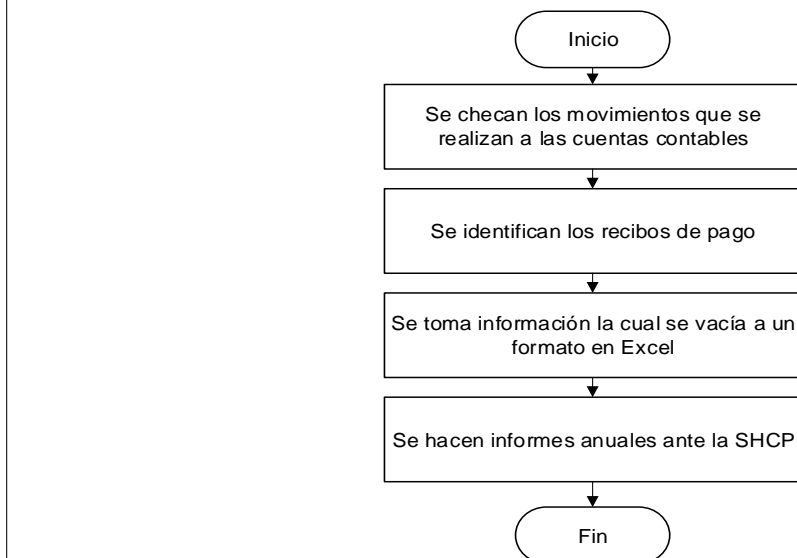 Inicio
Se checan los movimientos que se
realizan a las cuentas contables
Se identifican los recibos de pago
Se toma información la cual se vacía a un
formato en Excel
Se hacen informes anuales ante la SHCP
Fin